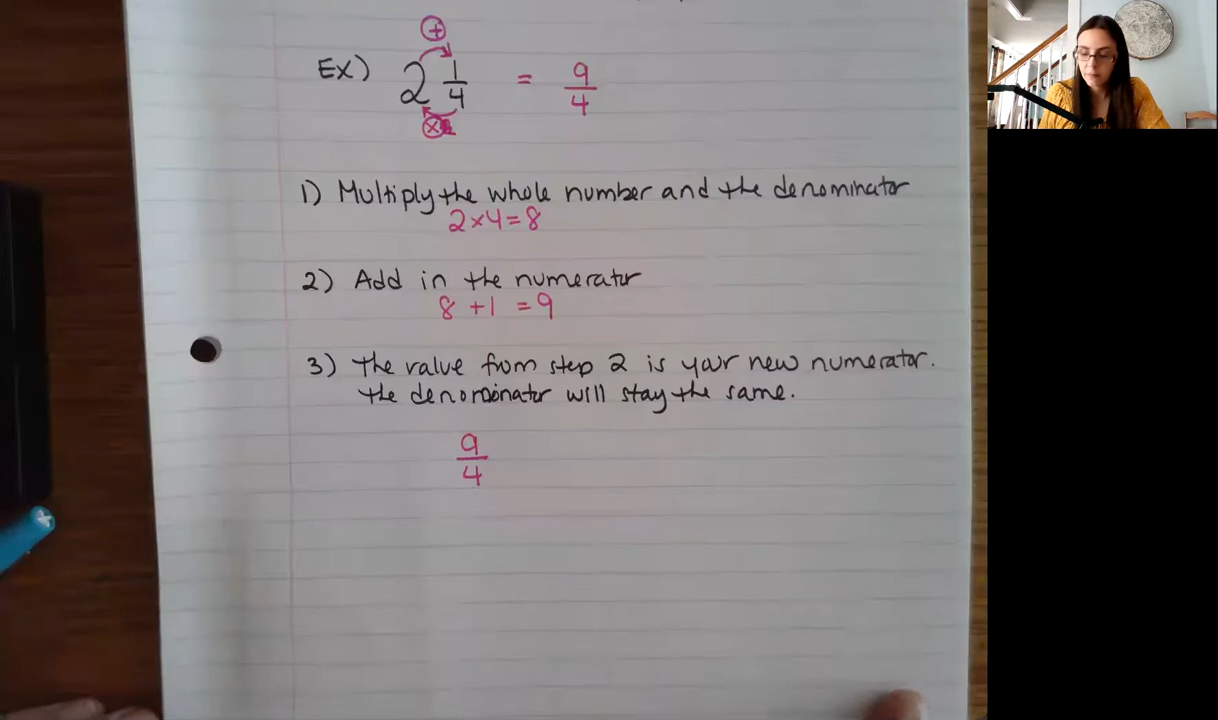 Ex) 2 1/4 = 9/4
+
×
1) Multiply the whole number and the denominator
2×4=8
2) Add in the numerator
8 +1 =9
3) The value from step 2 is your new numerator.
the denominator will stay the same.
9/4